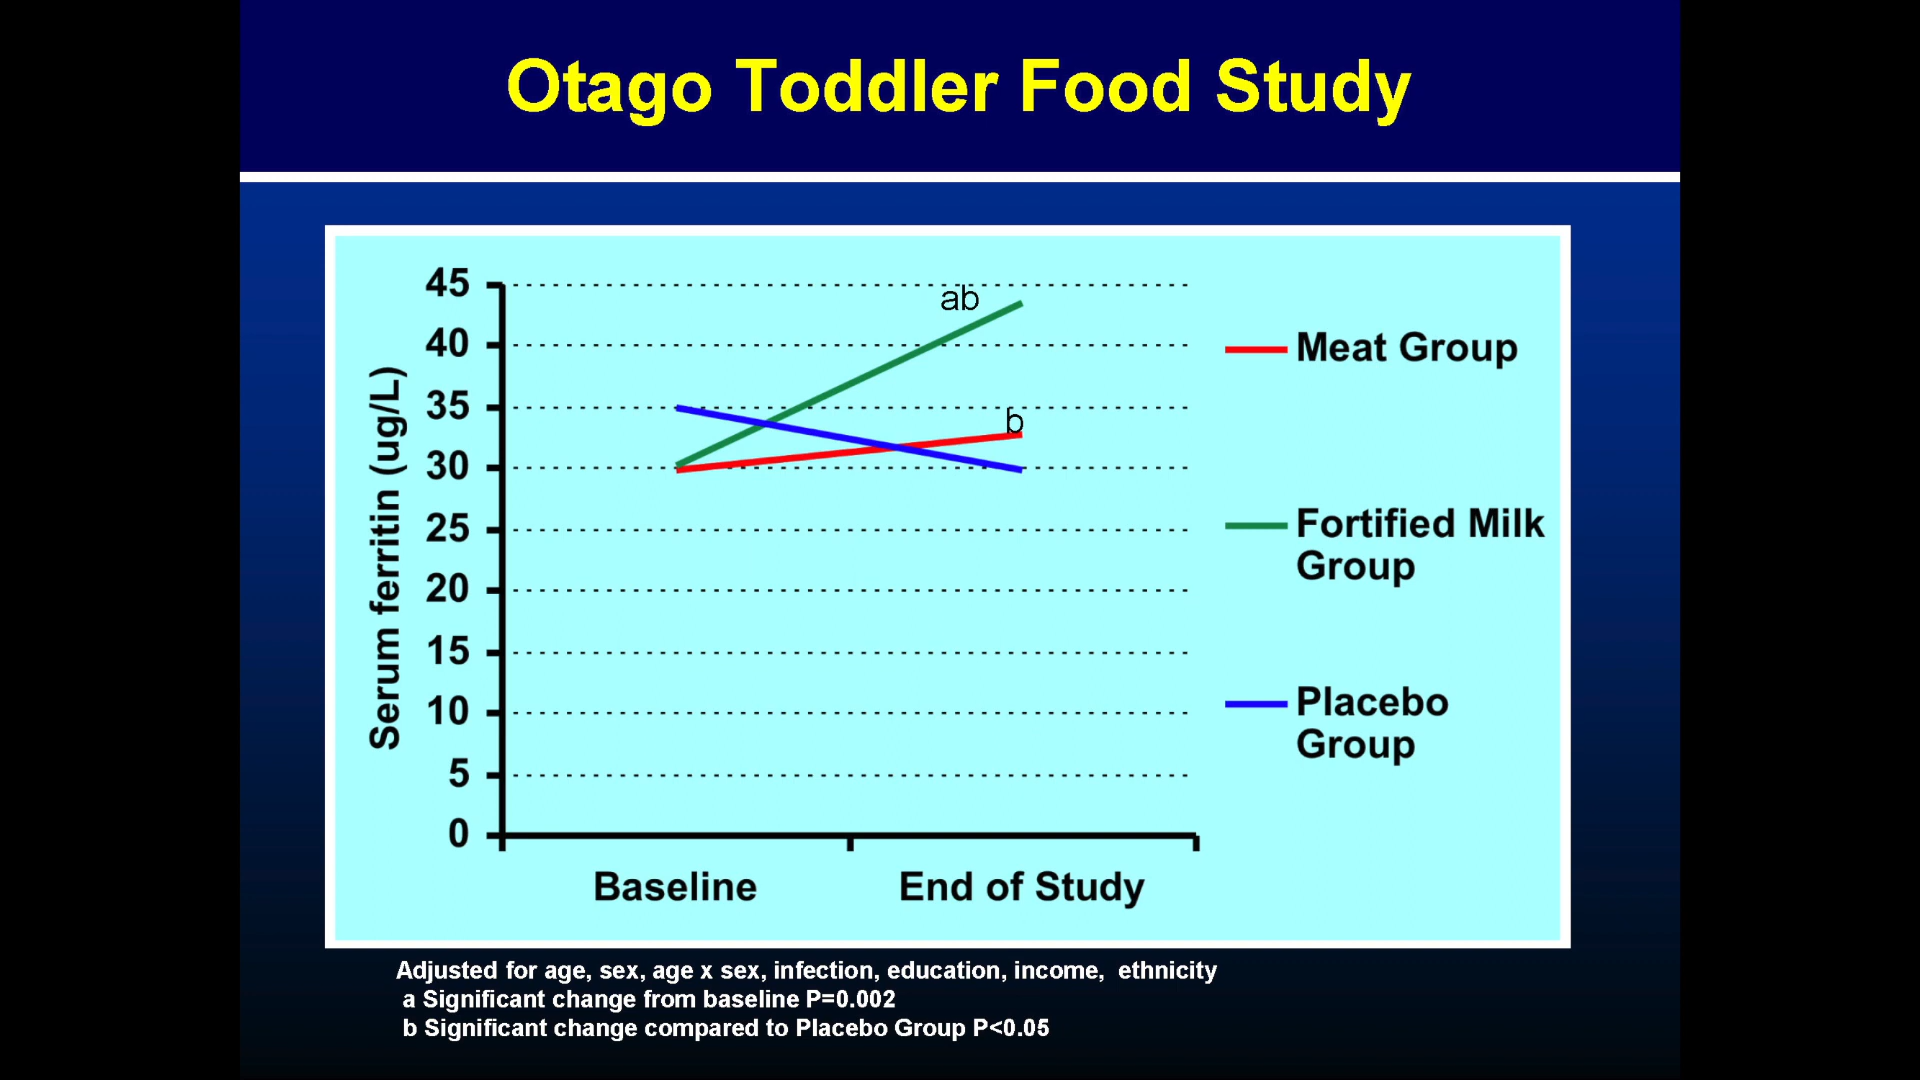 Otago Toddler Food Study
45
40
35
30
25
20
15
10
5
0
Serum ferritin (ug/L)
ab
b
Baseline
End of Study
Meat Group
Fortified Milk
Group
Placebo
Group
Adjusted for age, sex, age x sex, infection, education, income, ethnicity
a Significant change from baseline P=0.002
b Significant change compared to Placebo Group P<0.05